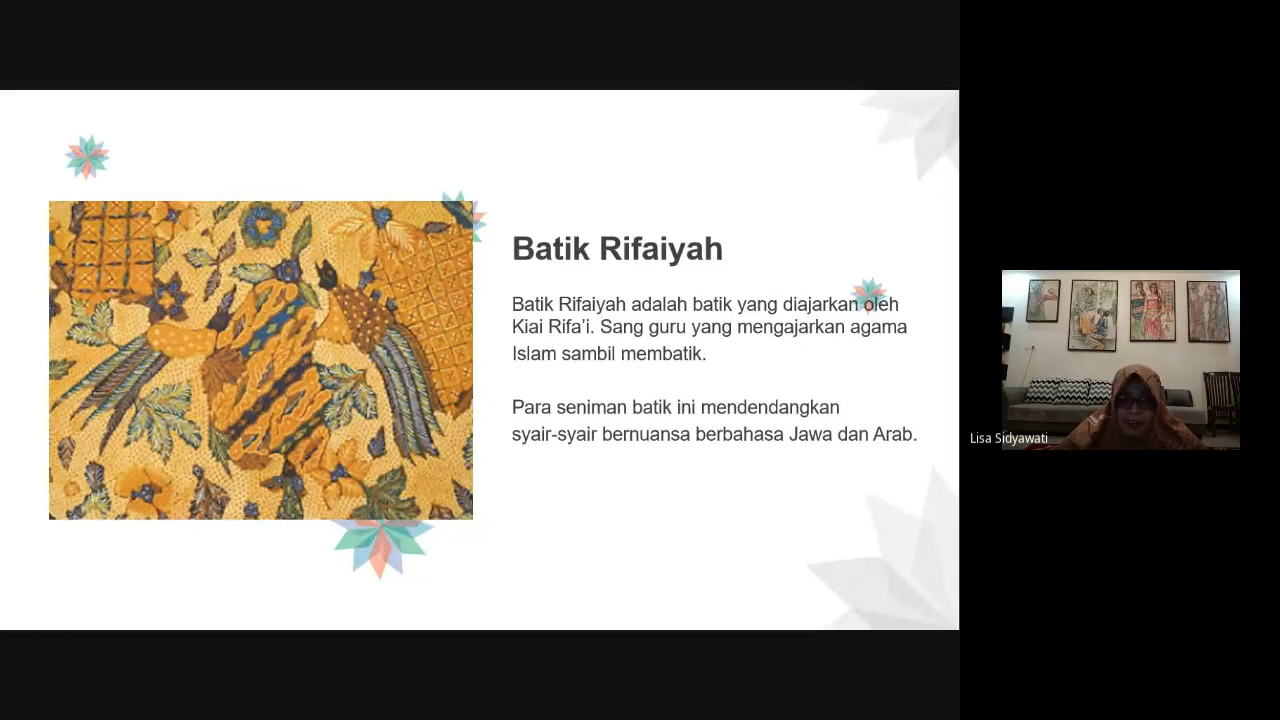 Batik Rifaiyah
Batik Rifaiyah adalah batik yang diajarkan oleh
Kiai Rifa'i. Sang guru yang mengajarkan agama
Islam sambil membatik.
Para seniman batik ini mendendangkan
syair-syair bernuansa berbahasa Jawa dan Arab.
Lisa Sidyawati